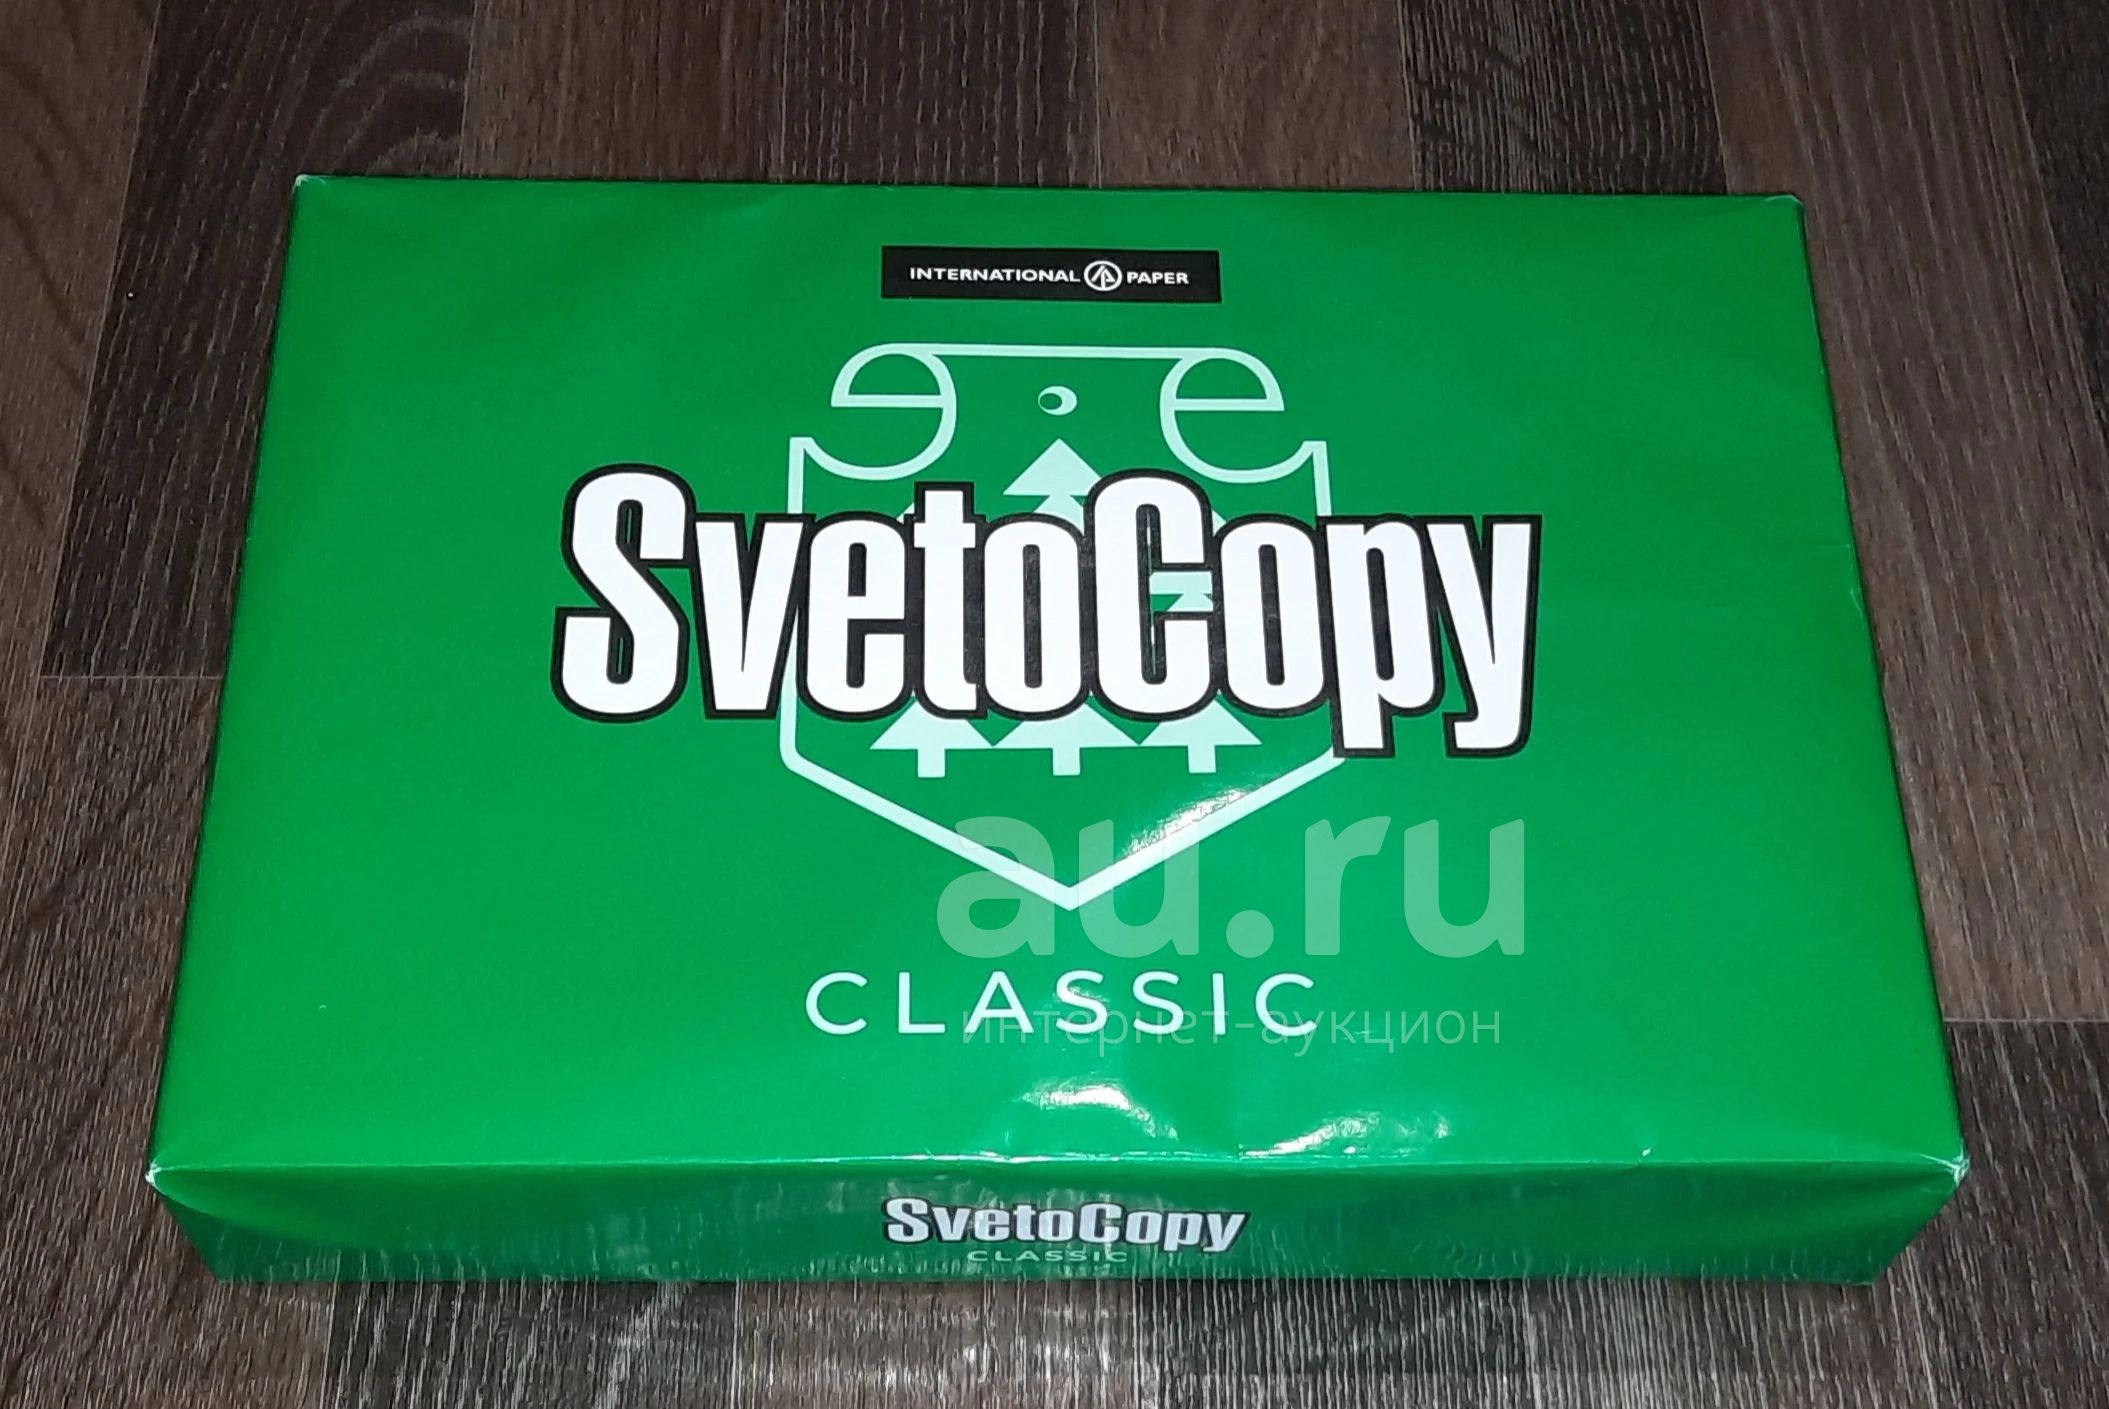 INTERNATIONAL PAPER
SvetoCopy
au.ru
CLASSIC
интернет-аукцион
SvetoCopy
CLASSIC